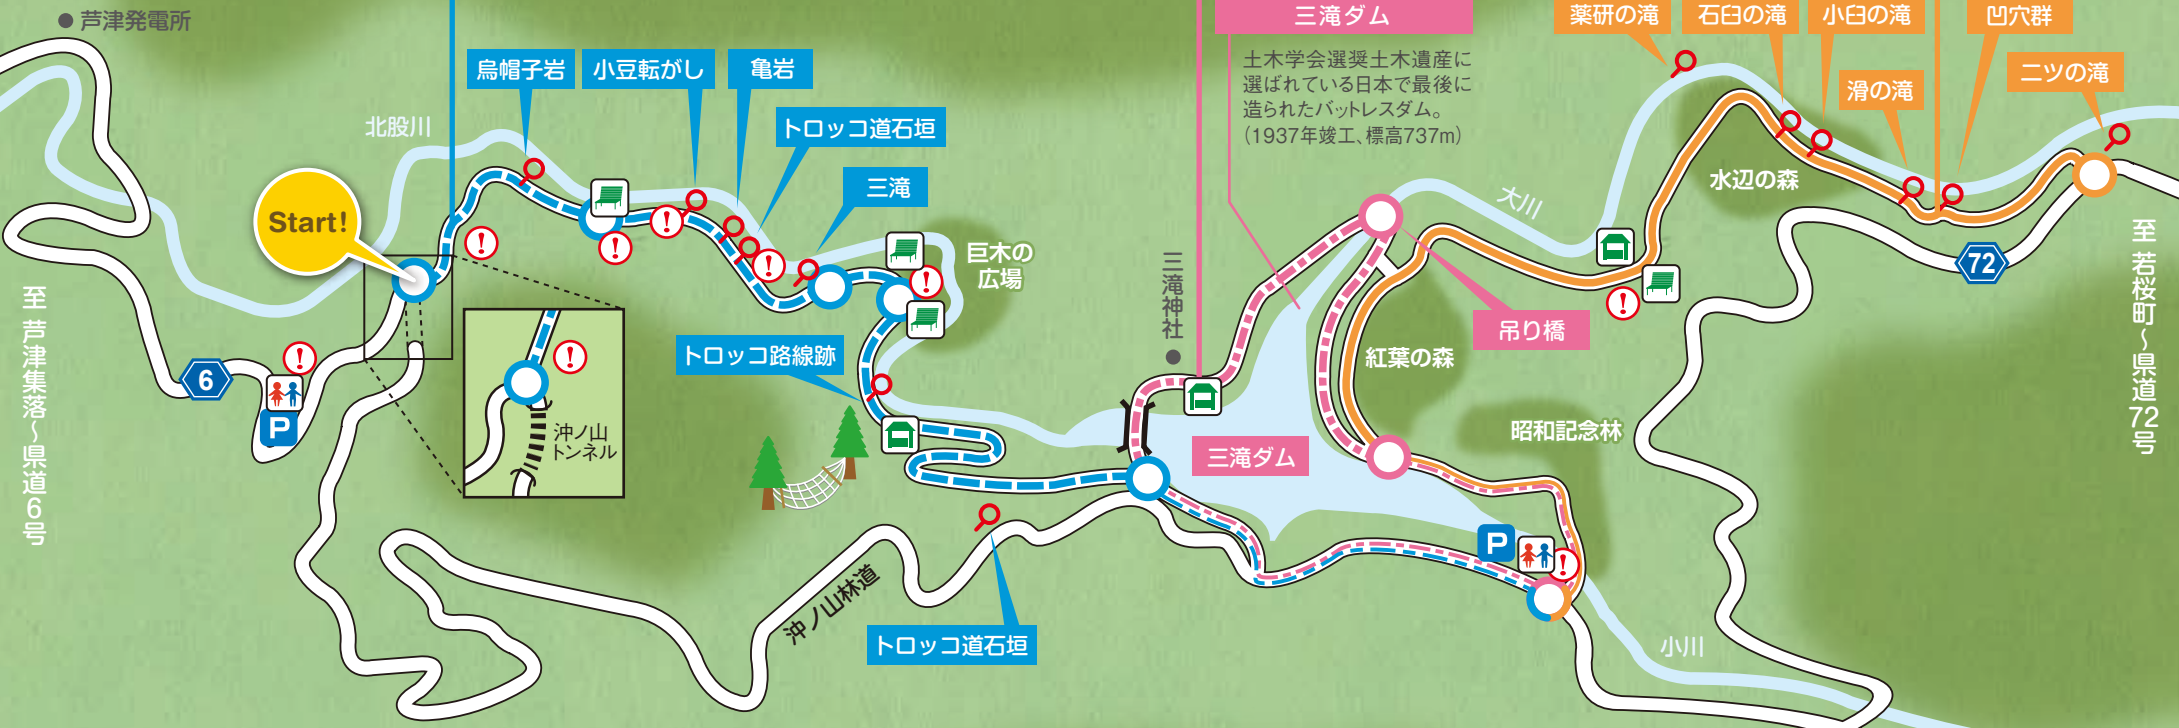 芦津発電所
三滝ダム
土木学会選奨土木遺産に
選ばれている日本で最後に
造られたバットレスダム。
(1937年竣工、標高737m)
薬研の滝
石臼の滝
小臼の滝
凹穴群
滑の滝
二ツの滝
烏帽子岩
小豆転がし
亀岩
トロッコ道石垣
三滝
北股川
Start!
巨木の
広場
三滝神社
大川
水辺の森
吊り橋
紅葉の森
昭和記念林
72
至 若桜町〜県道72号
至 芦津集落〜県道6号
6
P
沖ノ山
トンネル
トロッコ路線跡
三滝ダム
P
沖ノ山林道
トロッコ道石垣
小川